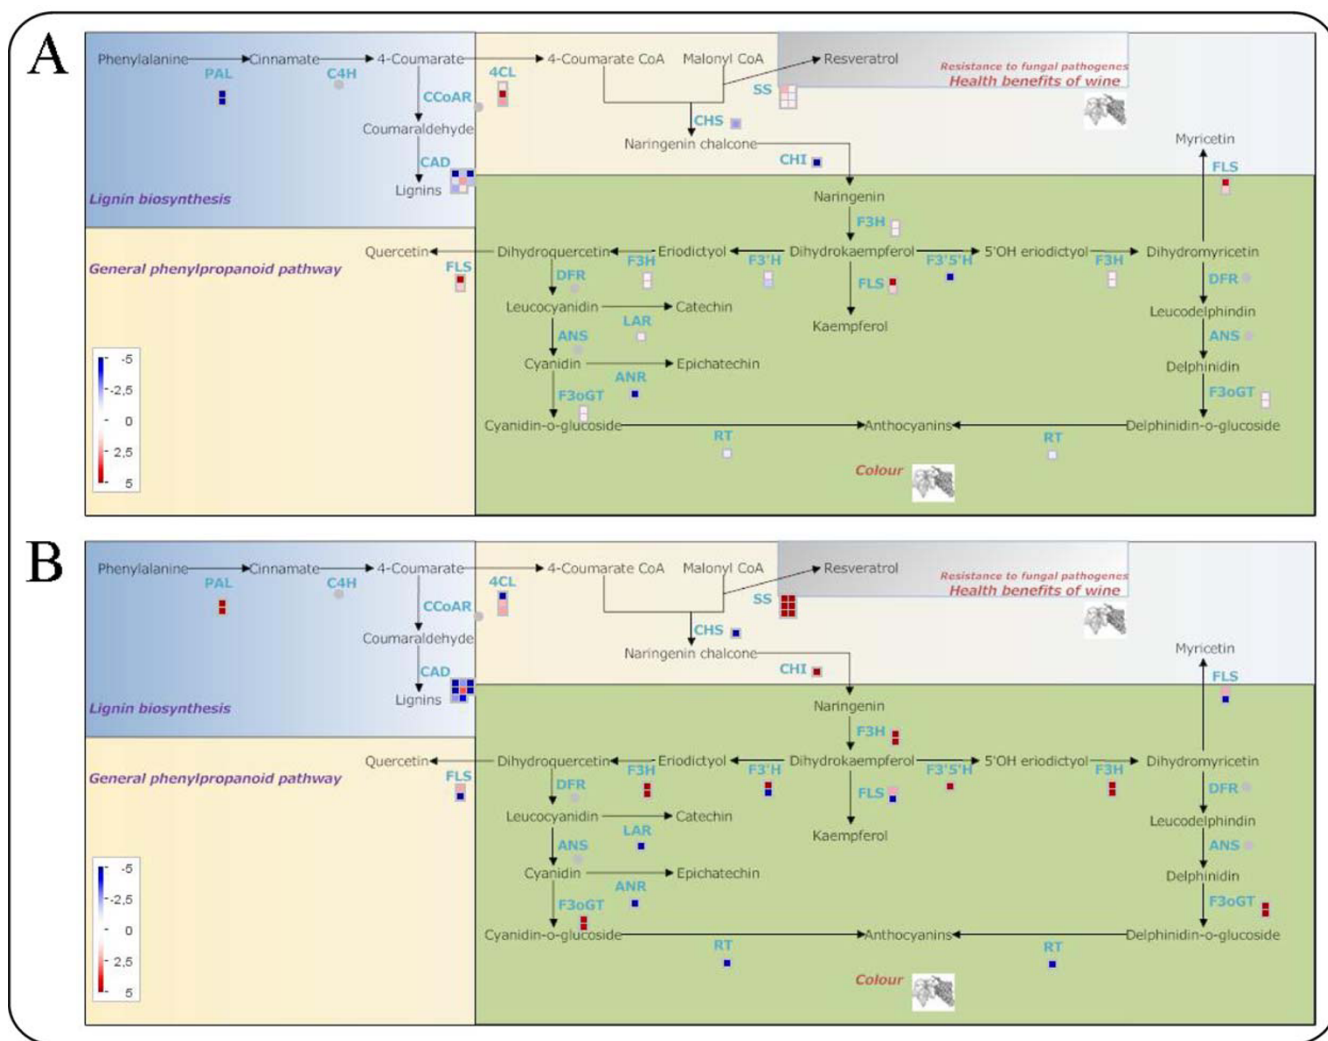 A
Phenylalanine Cinnamate 4-Coumarate 4-Coumarate CoA Malonyl CoA Resveratrol
Resistance to fungal pathogenes
Health benefits of wine
PAL C4H 4CL SS
CCoAR
Coumaraldehyde
CHS
Naringenin chalcone
Myricetin
CAD CHI FLS
Lignins
Lignin biosynthesis
Naringenin
F3H
Quercetin Dihydroquercetin Eriodictyol Dihydrokaempferol 5'OH eriodictyol Dihydromyricetin
General phenylpropanoid pathway
FLS DFR F3H F3'H FLS F3'5'H F3H DFR
Leucocyanidin Catechin Leucodelphindin
LAR Kaempferol
ANS ANS
Cyanidin Epichatechin Delphinidin
ANR
F3oGT F3oGT
Cyanidin-o-glucoside Anthocyanins Delphinidin-o-glucoside
RT RT
Colour
-5
-2,5
0
2,5
5
B
Phenylalanine Cinnamate 4-Coumarate 4-Coumarate CoA Malonyl CoA Resveratrol
Resistance to fungal pathogenes
Health benefits of wine
PAL C4H 4CL SS
CCoAR
Coumaraldehyde
CHS
Naringenin chalcone
Myricetin
CAD CHI FLS
Lignins
Lignin biosynthesis
Naringenin
F3H
Quercetin Dihydroquercetin Eriodictyol Dihydrokaempferol 5'OH eriodictyol Dihydromyricetin
General phenylpropanoid pathway
FLS DFR F3H F3'H FLS F3'5'H F3H DFR
Leucocyanidin Catechin Leucodelphindin
LAR Kaempferol
ANS ANS
Cyanidin Epichatechin Delphinidin
ANR
F3oGT F3oGT
Cyanidin-o-glucoside Anthocyanins Delphinidin-o-glucoside
RT RT
Colour
-5
-2,5
0
2,5
5